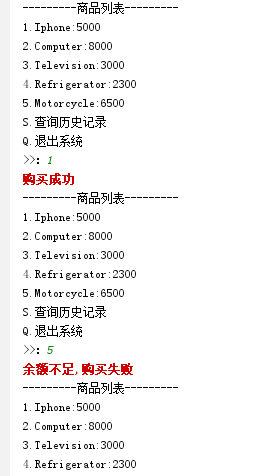 ---------商品列表---------
1.Iphone:5000
2.Computer:8000
3.Television:3000
4.Refrigerator:2300
5.Motorcycle:6500
S.查询历史记录
Q.退出系统
>>: 1
购买成功
---------商品列表---------
1.Iphone:5000
2.Computer:8000
3.Television:3000
4.Refrigerator:2300
5.Motorcycle:6500
S.查询历史记录
Q.退出系统
>>: 5
余额不足,购买失败
---------商品列表---------
1.Iphone:5000
2.Computer:8000
3.Television:3000
4.Refrigerator:2300